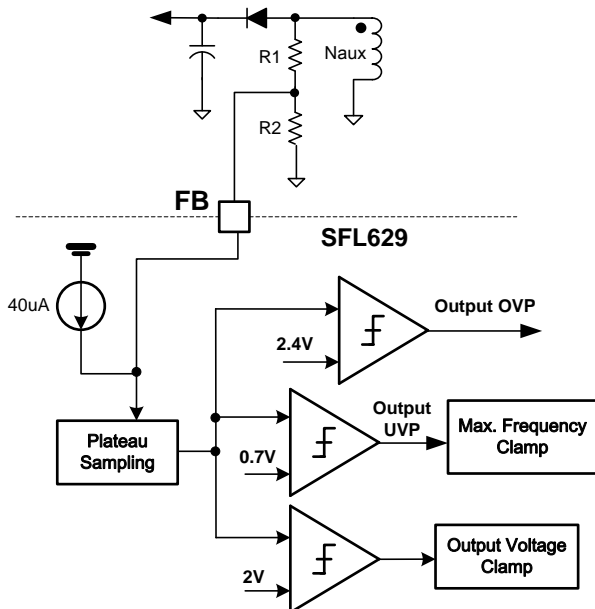 R1
Naux
R2
FB
SFL629
40uA
Output OVP
2.4V
Plateau
Sampling
Output
UVP
0.7V
Max. Frequency
Clamp
2V
Output Voltage
Clamp